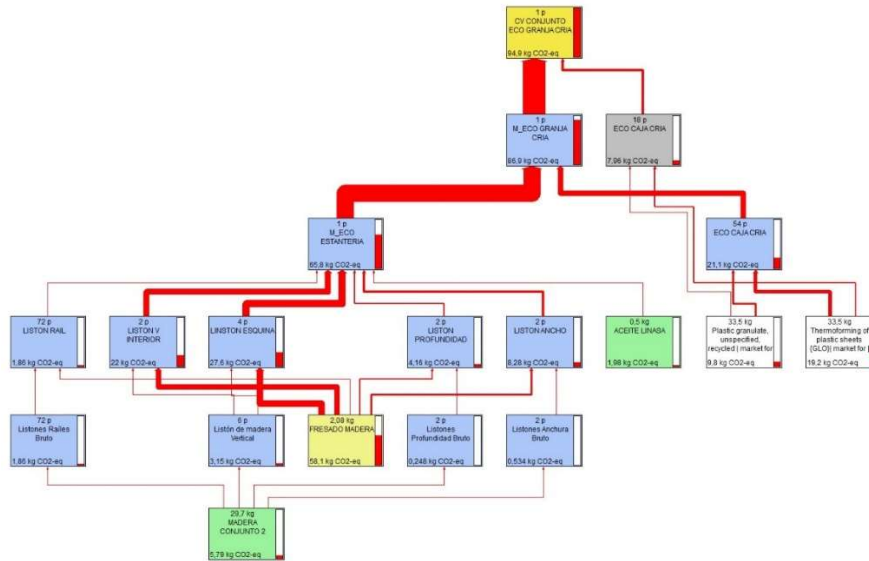 1 p
CV CONJUNTO
ECO GRANJA CRIA
94,9 kg CO2-eq
1 p
M_ECO GRANJA
CRIA
86,9 kg CO2-eq
18 p
ECO CAJA CRIA
7,96 kg CO2-eq
1 p
M_ECO
ESTANTERIA
65,8 kg CO2-eq
54 p
ECO CAJA CRIA
21,1 kg CO2-eq
72 p
LISTON RAIL
1,86 kg CO2-eq
2 p
LISTON V
INTERIOR
22 kg CO2-eq
4 p
LINSTON ESQUINA
27,6 kg CO2-eq
2 p
LISTON
PROFUNDIDAD
4,16 kg CO2-eq
2 p
LISTON ANCHO
8,28 kg CO2-eq
0,5 kg
ACEITE LINASA
1,98 kg CO2-eq
33,5 kg
Plastic granulate,
unspecified,
recycled | market for
9,8 kg CO2-eq
33,5 kg
Thermoforming of
plastic sheets
{GLO}| market for |
19,2 kg CO2-eq
72 p
Listones Railes
Bruto
1,86 kg CO2-eq
6 p
Listón de madera
Vertical
3,15 kg CO2-eq
2,08 kg
FRESADO MADERA
58,1 kg CO2-eq
2 p
Listones
Profundidad Bruto
0,248 kg CO2-eq
2 p
Listones Anchura
Bruto
0,534 kg CO2-eq
29,7 kg
MADERA
CONJUNTO 2
5,79 kg CO2-eq